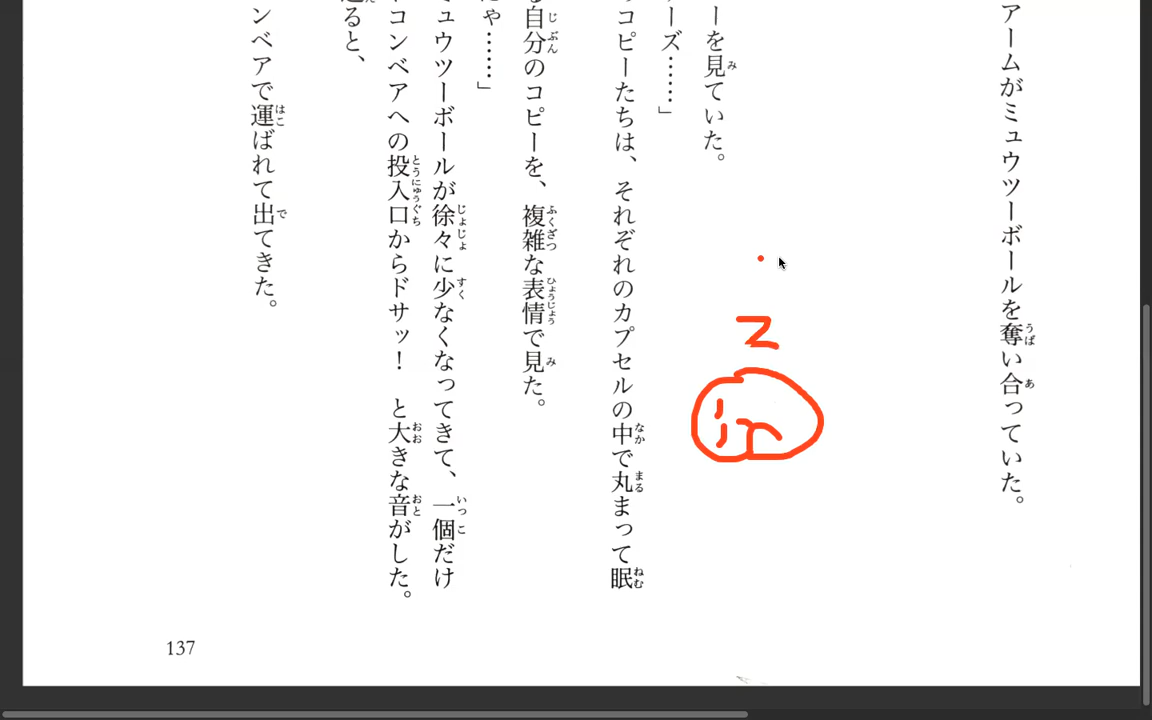 アームがミュウツーボールを奪い合っていた。
ーを見ていた。
ーズ……」
コピーたちは、それぞれのカプセルの中で丸まって眠
る自分のコピーを、複雑な表情で見た。
にゃ……」
ミュウツーボールが徐々に少なくなってきて、一個だけ
コンベアへの投入口からドサッ！　と大きな音がした。
ると、
ンベアで運ばれて出てきた。
Z
137